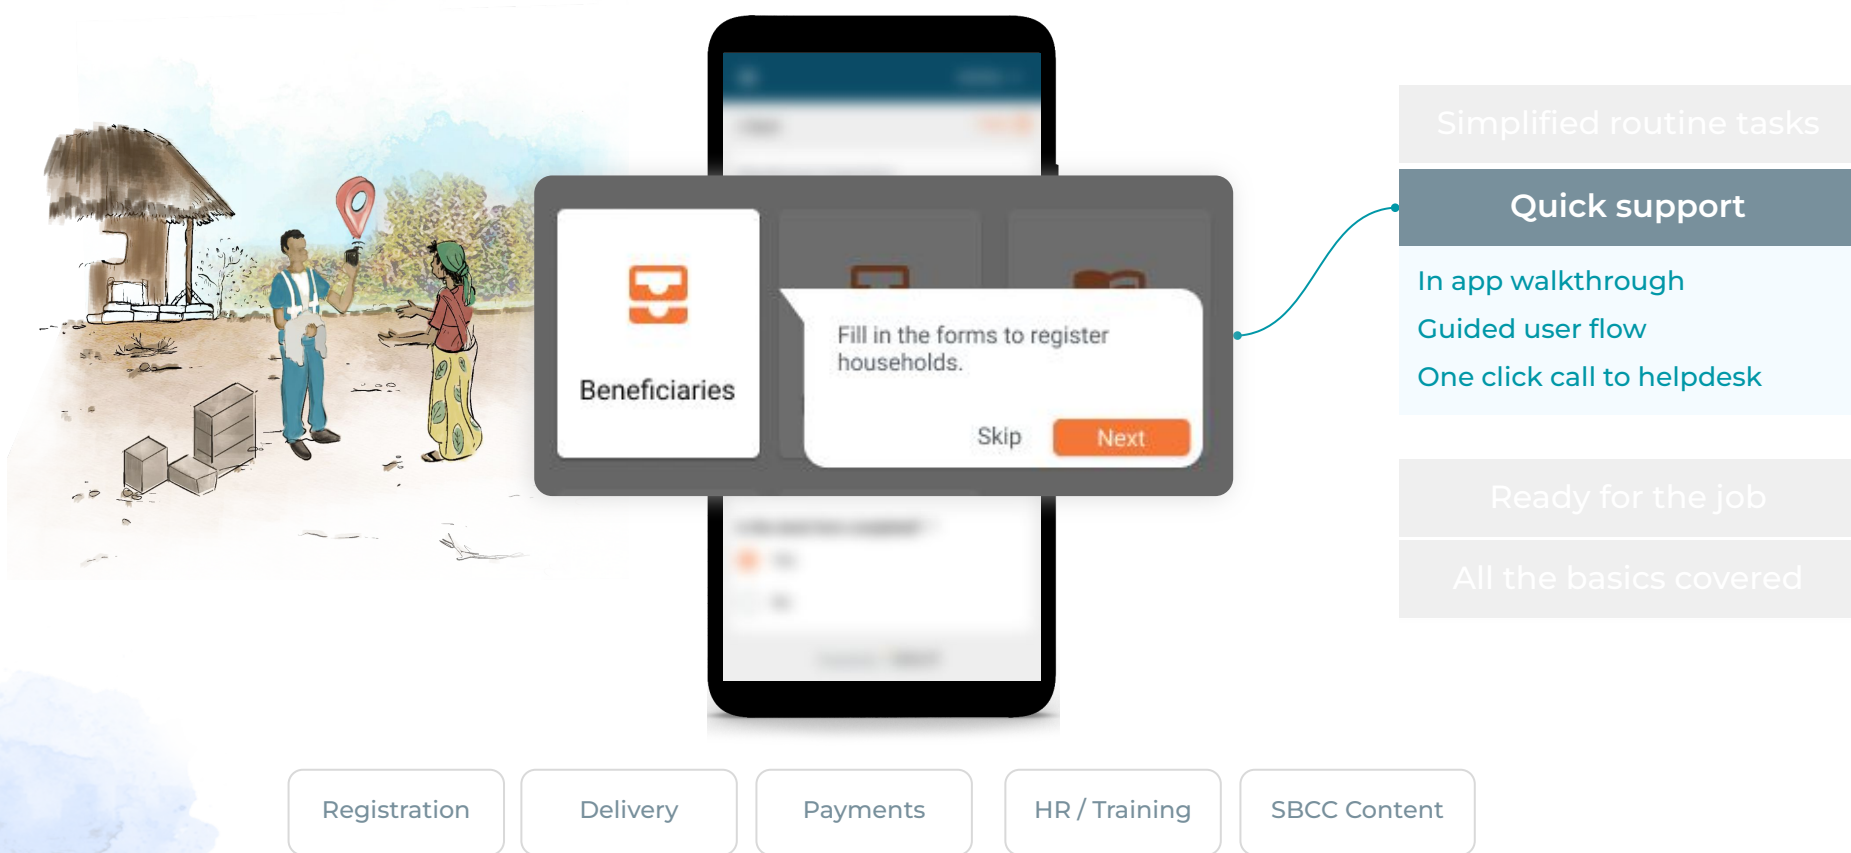 Simplified routine tasks
Quick support
In app walkthrough
Guided user flow
One click call to helpdesk
Ready for the job
All the basics covered
Beneficiaries
Fill in the forms to register
households.
Skip
Next
Registration
Delivery
Payments
HR / Training
SBCC Content